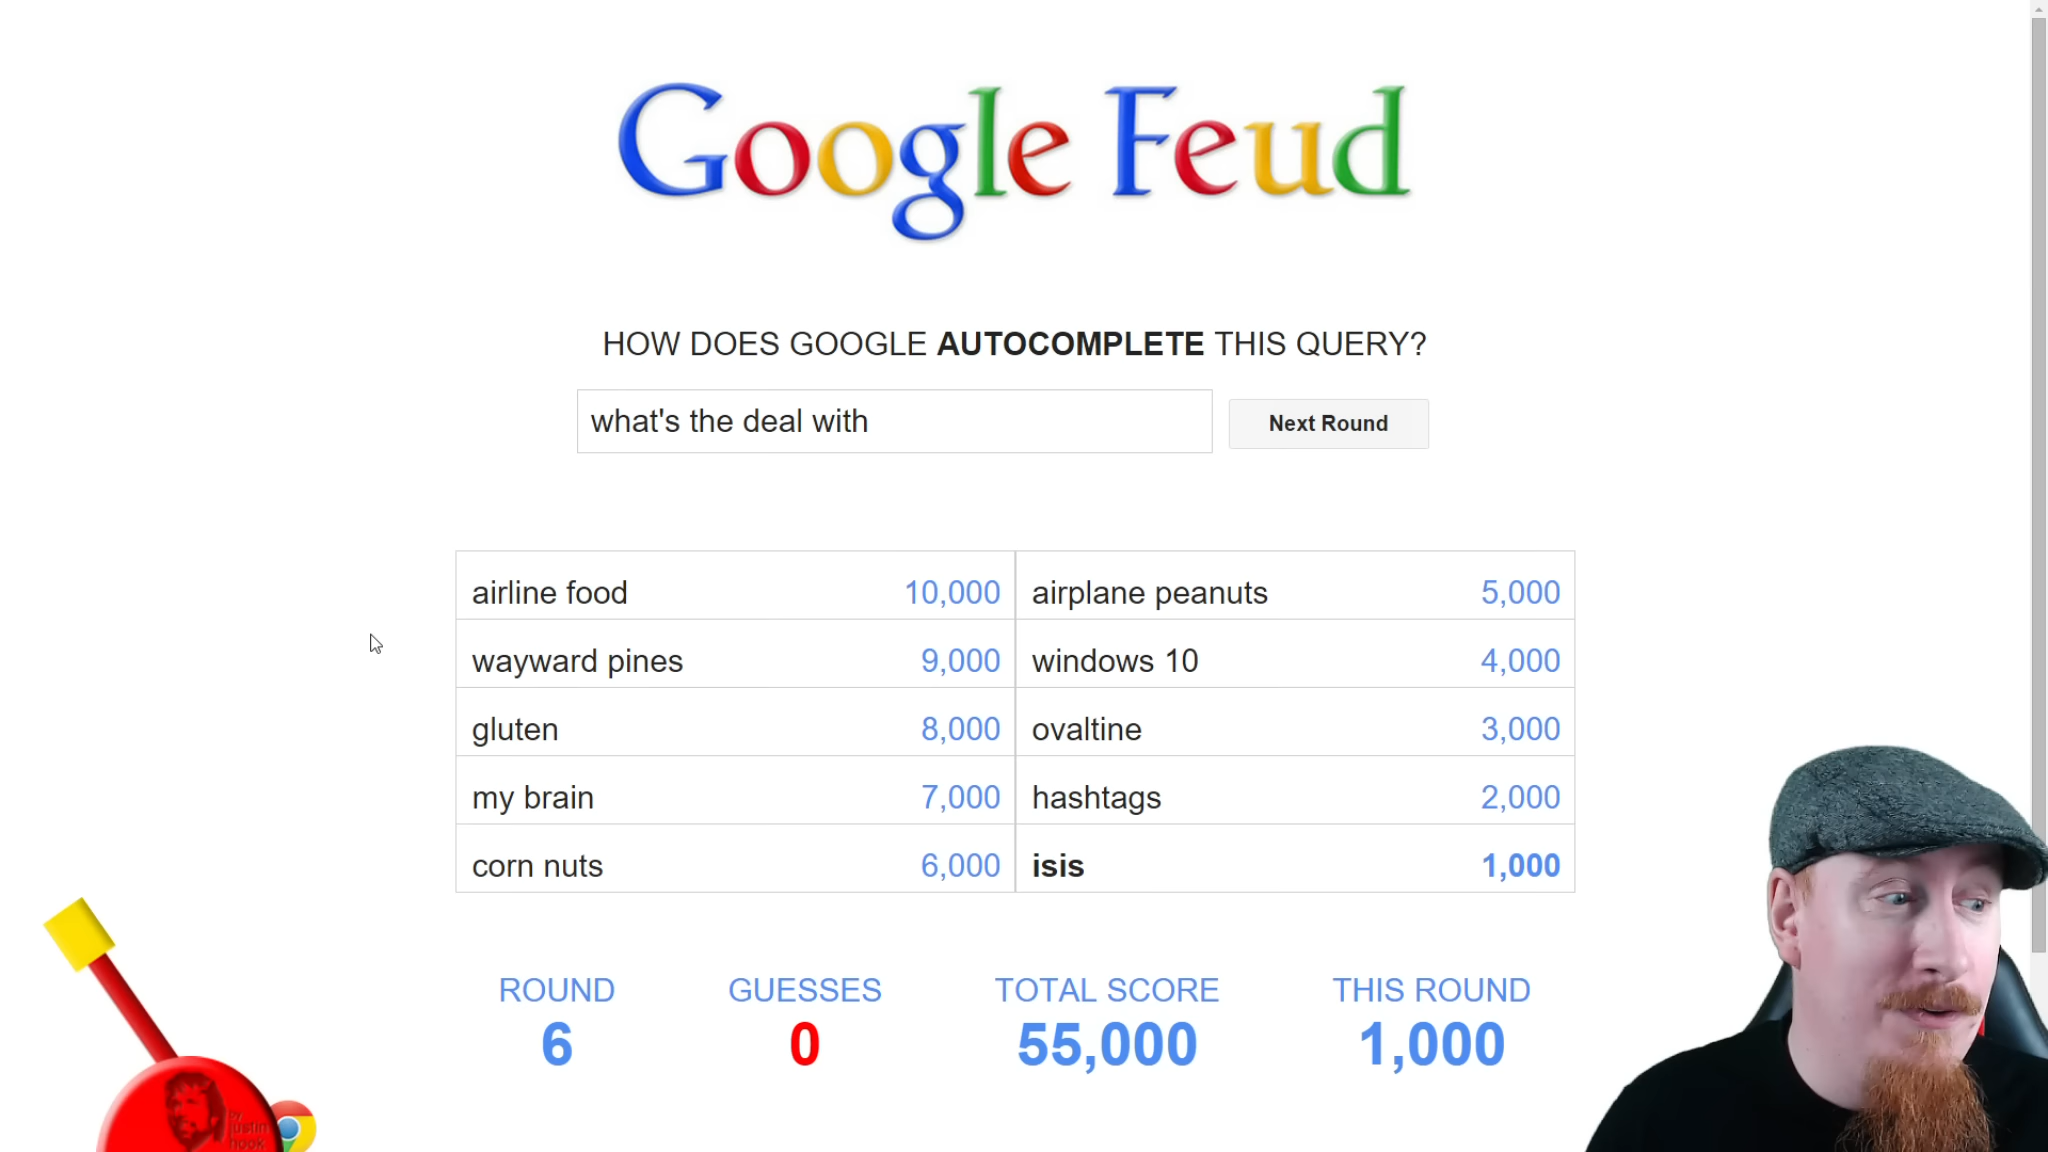 Google Feud
HOW DOES GOOGLE AUTOCOMPLETE THIS QUERY?
what's the deal with
Next Round
airline food 10,000
airplane peanuts 5,000
wayward pines 9,000
windows 10 4,000
gluten 8,000
ovaltine 3,000
my brain 7,000
hashtags 2,000
corn nuts 6,000
isis 1,000
ROUND GUESSES TOTAL SCORE THIS ROUND
6 0 55,000 1,000
by
justin
hook